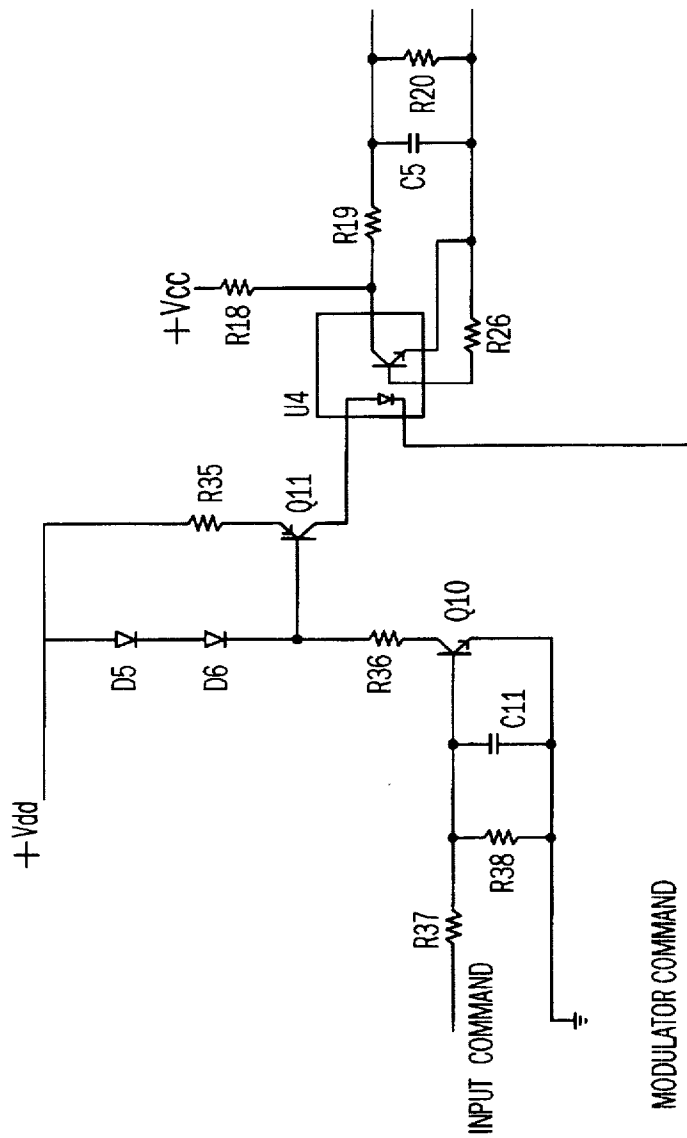 +Vdd
D5
D6
R35
Q11
R36
Q10
C11
R38
R37
INPUT COMMAND
MODULATOR COMMAND
U4
+Vcc
R18
R19
C5
R20
R26